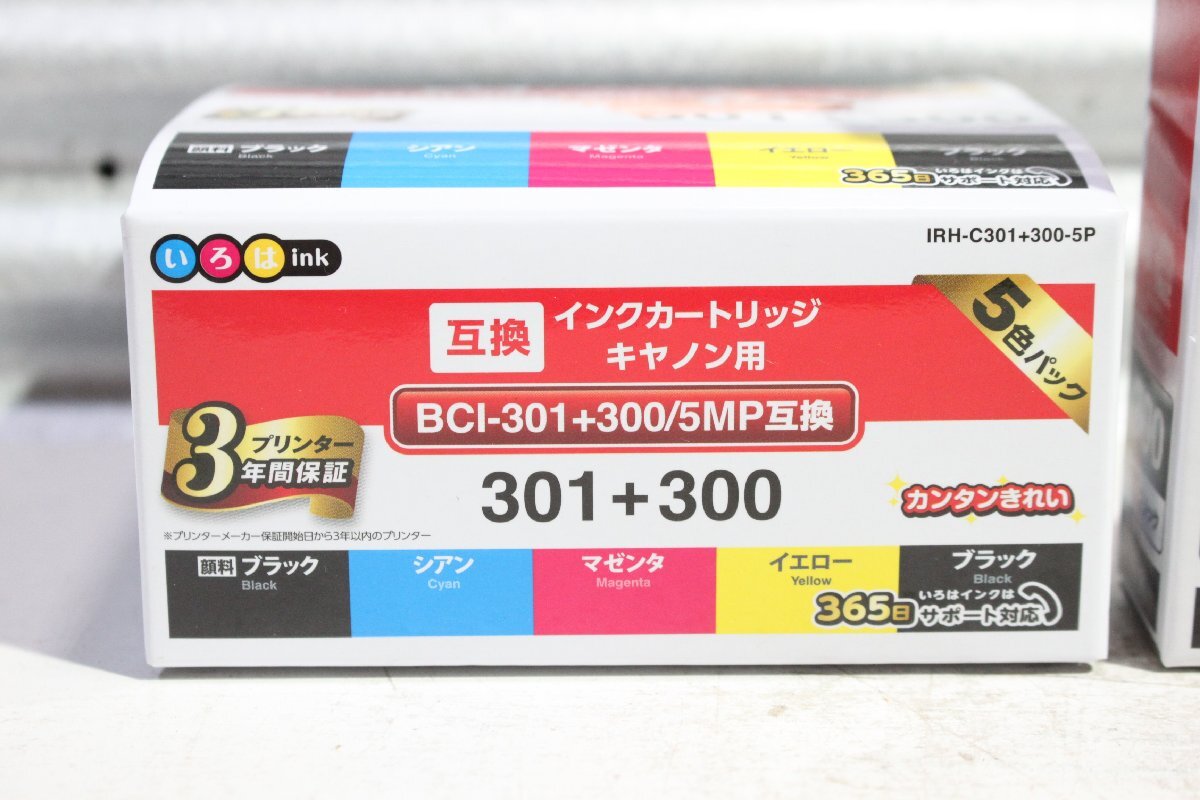 顔料 ブラック シアン マゼンタ イエロー ブラック
Black Cyan Magenta Yellow Black
365日 いろはインクは
サポート対応
いろは ink
IRH-C301+300-5P
互換 インクカートリッジ
キヤノン用
5色パック
BCI-301+300/5MP互換
3 プリンター
年間保証
301+300
カンタンきれい
※プリンターメーカー保証開始日から3年以内のプリンター
顔料 ブラック シアン マゼンタ イエロー ブラック
Black Cyan Magenta Yellow Black
365日 いろはインクは
サポート対応